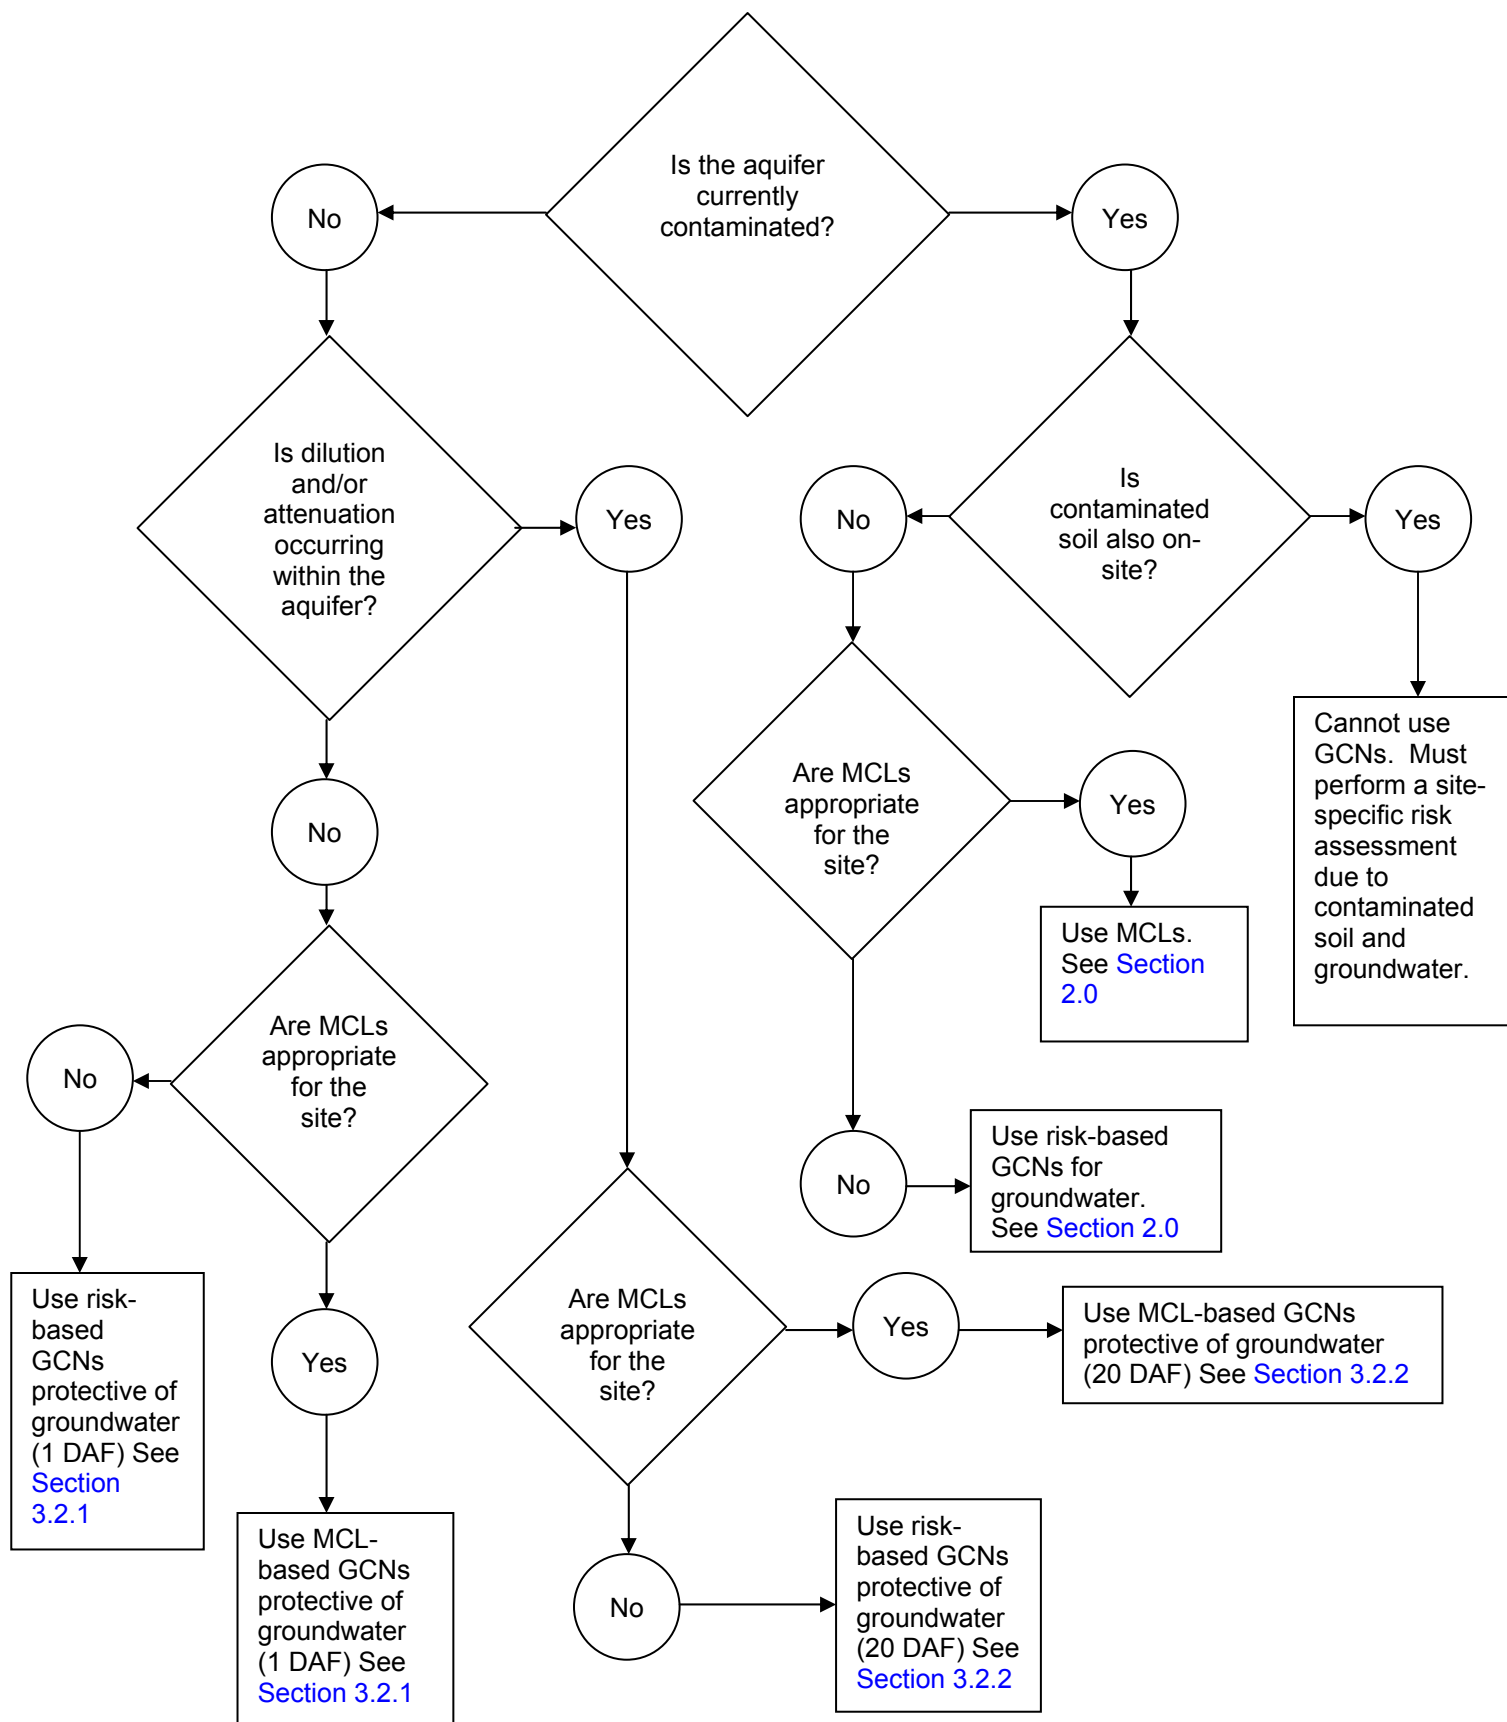 Is the aquifer
currently
contaminated?
No
Yes
Is dilution
and/or
attenuation
occurring
within the
aquifer?
Yes
No
Is
contaminated
soil also on-
site?
Yes
Cannot use
GCNs.  Must
perform a site-
specific risk
assessment
due to
contaminated
soil and
groundwater.
Are MCLs
appropriate
for the
site?
Yes
No
Use MCLs.
See Section
2.0
Are MCLs
appropriate
for the
site?
No
Use risk-based
GCNs for
groundwater.
See Section 2.0
No
Use risk-
based
GCNs
protective of
groundwater
(1 DAF) See
Section
3.2.1
Yes
Use MCL-
based GCNs
protective of
groundwater
(1 DAF) See
Section 3.2.1
Are MCLs
appropriate
for the
site?
Yes
Use MCL-based GCNs
protective of groundwater
(20 DAF) See Section 3.2.2
No
Use risk-
based GCNs
protective of
groundwater
(20 DAF) See
Section 3.2.2